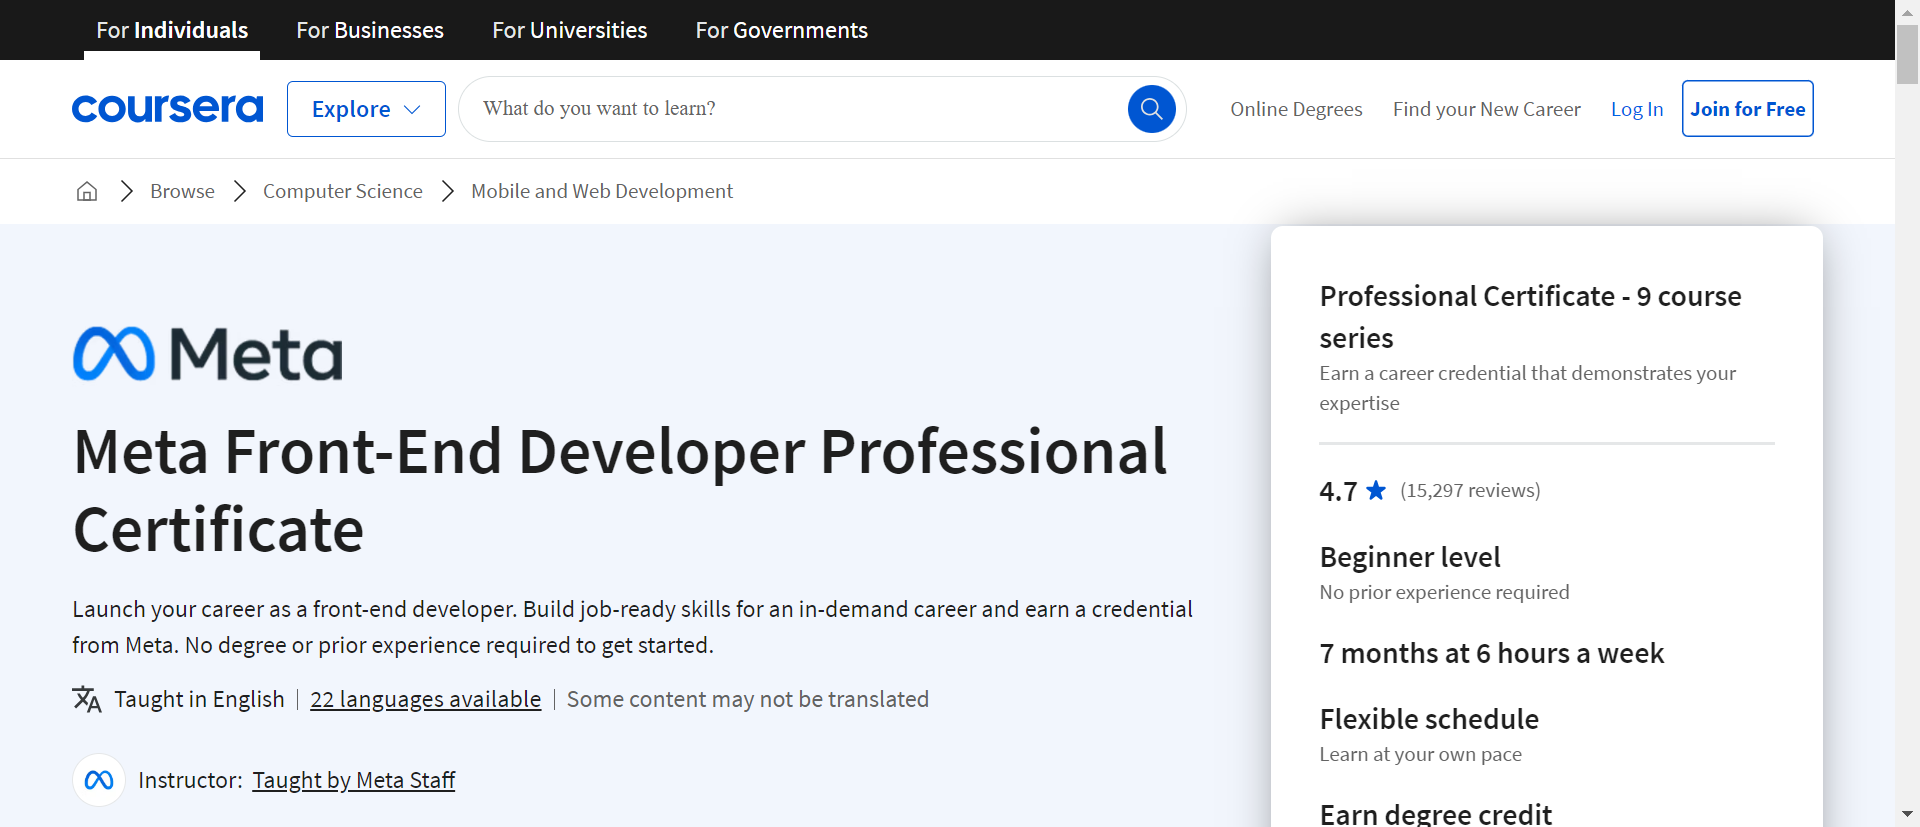 For Individuals For Businesses For Universities For Governments
coursera Explore What do you want to learn? Online Degrees Find your New Career Log In Join for Free
Browse Computer Science Mobile and Web Development
Meta
Meta Front-End Developer Professional
Certificate
Launch your career as a front-end developer. Build job-ready skills for an in-demand career and earn a credential
from Meta. No degree or prior experience required to get started.
Taught in English | 22 languages available | Some content may not be translated
Instructor: Taught by Meta Staff
Professional Certificate - 9 course
series
Earn a career credential that demonstrates your
expertise
4.7 ★ (15,297 reviews)
Beginner level
No prior experience required
7 months at 6 hours a week
Flexible schedule
Learn at your own pace
Earn degree credit